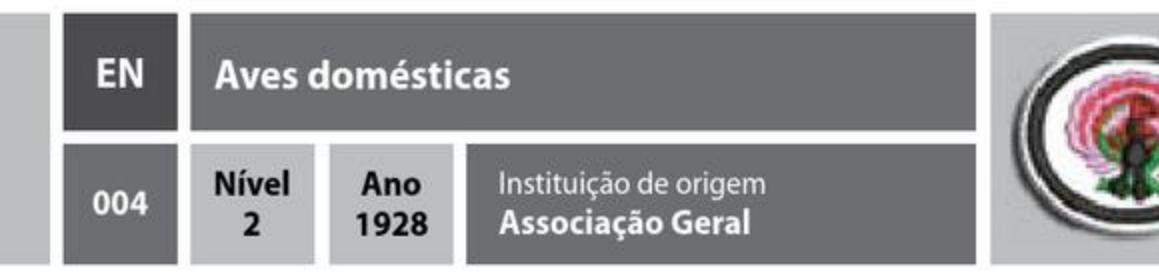 EN
Aves domésticas
004
Nível
2
Ano
1928
Instituição de origem
Associação Geral